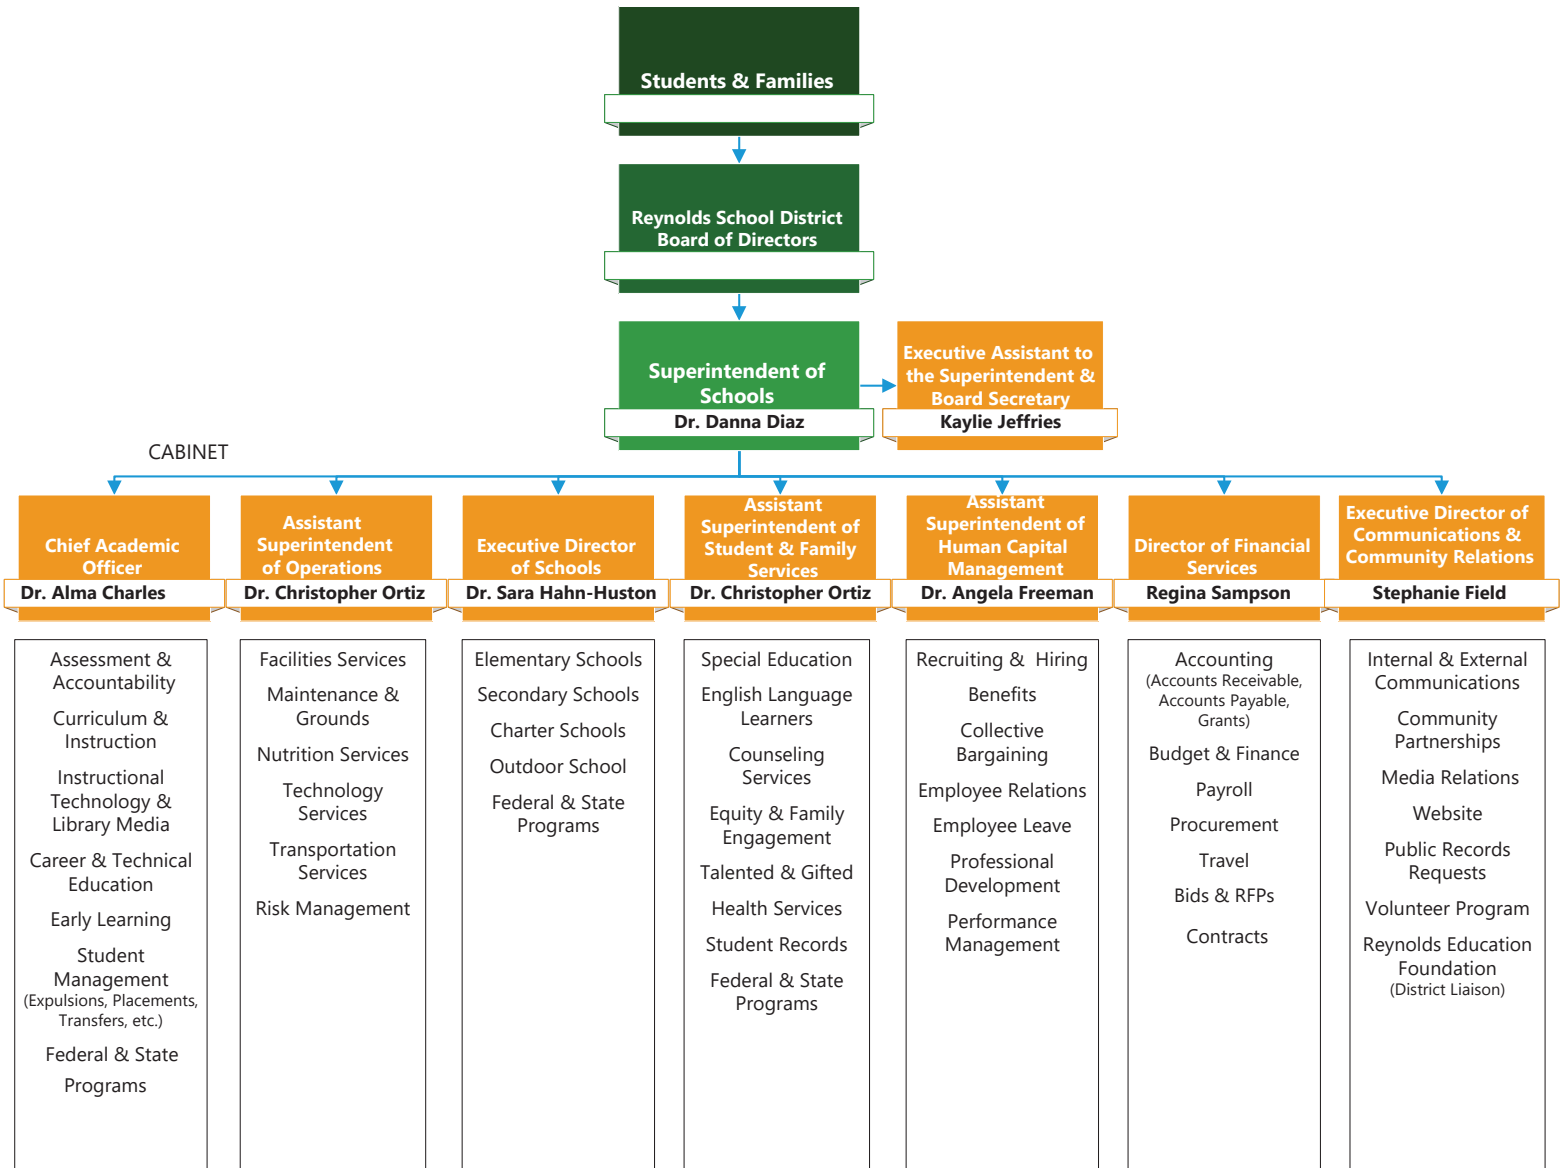 Students & Families
Reynolds School District
Board of Directors
Superintendent of
Schools
Dr. Danna Diaz
Executive Assistant to
the Superintendent &
Board Secretary
Kaylie Jeffries
CABINET
Chief Academic
Officer
Dr. Alma Charles
Assessment &
Accountability
Curriculum &
Instruction
Instructional
Technology &
Library Media
Career & Technical
Education
Early Learning
Student
Management
(Expulsions, Placements,
Transfers, etc.)
Federal & State
Programs
Assistant
Superintendent
of Operations
Dr. Christopher Ortiz
Facilities Services
Maintenance &
Grounds
Nutrition Services
Technology
Services
Transportation
Services
Risk Management
Executive Director
of Schools
Dr. Sara Hahn-Huston
Elementary Schools
Secondary Schools
Charter Schools
Outdoor School
Federal & State
Programs
Assistant
Superintendent of
Student & Family
Services
Dr. Christopher Ortiz
Special Education
English Language
Learners
Counseling
Services
Equity & Family
Engagement
Talented & Gifted
Health Services
Student Records
Federal & State
Programs
Assistant
Superintendent of
Human Capital
Management
Dr. Angela Freeman
Recruiting & Hiring
Benefits
Collective
Bargaining
Employee Relations
Employee Leave
Professional
Development
Performance
Management
Director of Financial
Services
Regina Sampson
Accounting
(Accounts Receivable,
Accounts Payable,
Grants)
Budget & Finance
Payroll
Procurement
Travel
Bids & RFPs
Contracts
Executive Director of
Communications &
Community Relations
Stephanie Field
Internal & External
Communications
Community
Partnerships
Media Relations
Website
Public Records
Requests
Volunteer Program
Reynolds Education
Foundation
(District Liaison)